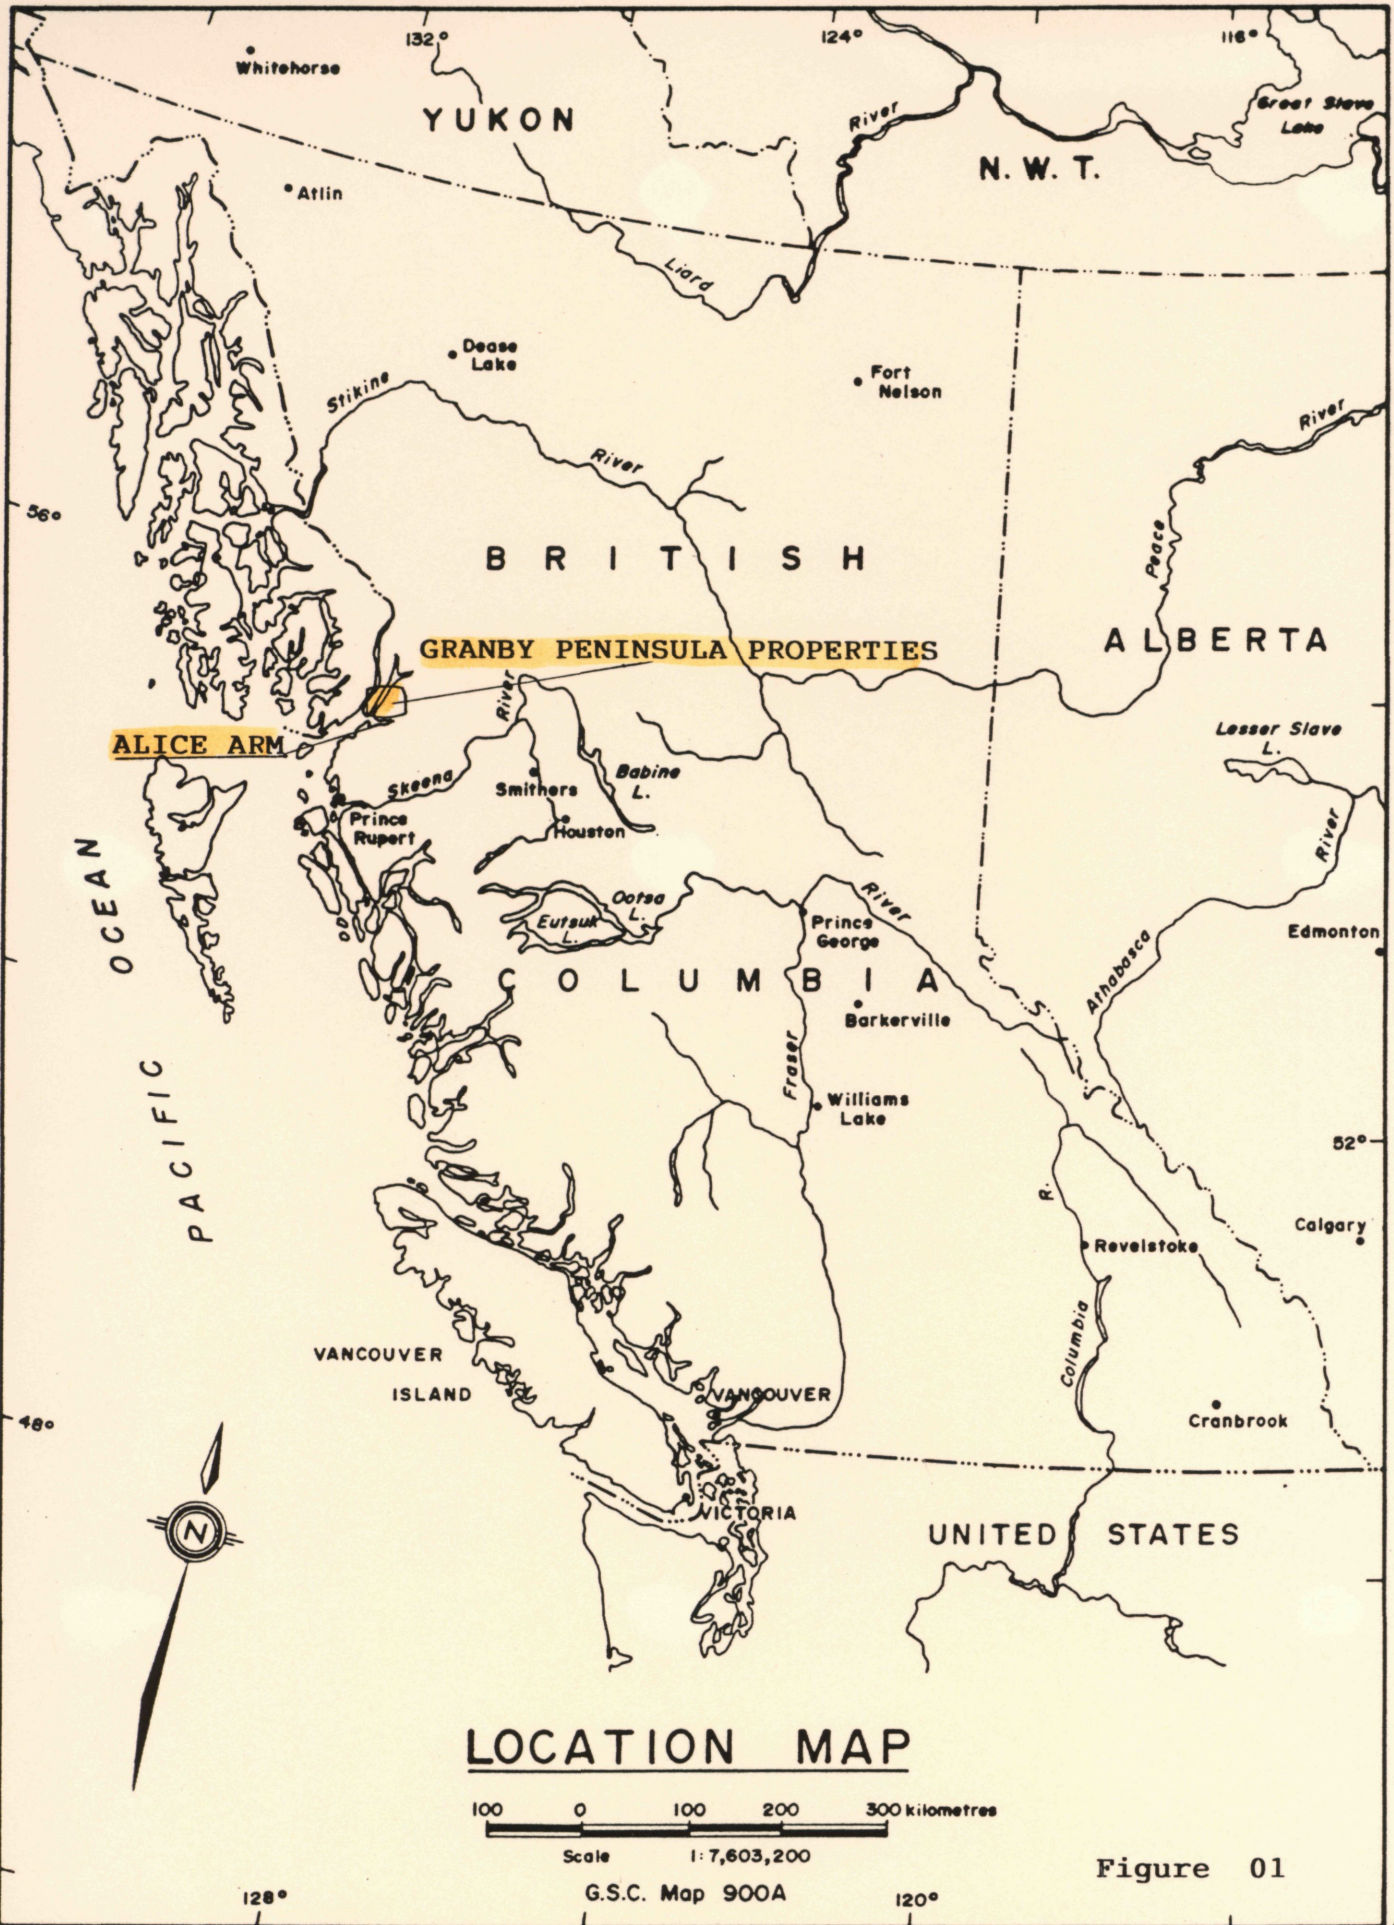 132°
124°
116°
Whitehorse
YUKON
River
Great Slave
Lake
N. W. T.
Atlin
Liard
Dease
Lake
Fort
Nelson
Stikine
River
River
56°
Peace
BRITISH
ALBERTA
GRANBY PENINSULA PROPERTIES
River
ALICE ARM
Lesser Slave
L.
Skeena
Smithers
Babine
L.
Prince
Rupert
Houston
River
OCEAN
Ootsa
L.
Eutsuk
L.
River
Prince
George
Edmonton
Athabasca
COLUMBIA
Barkerville
PACIFIC
Fraser
Williams
Lake
52°
R.
Calgary
Revelstoke
Columbia
VANCOUVER
ISLAND
VANCOUVER
Cranbrook
48°
VICTORIA
N
UNITED STATES
LOCATION MAP
100 0 100 200 300 kilometres
Scale 1:7,603,200
G.S.C. Map 900A
Figure 01
128°
120°